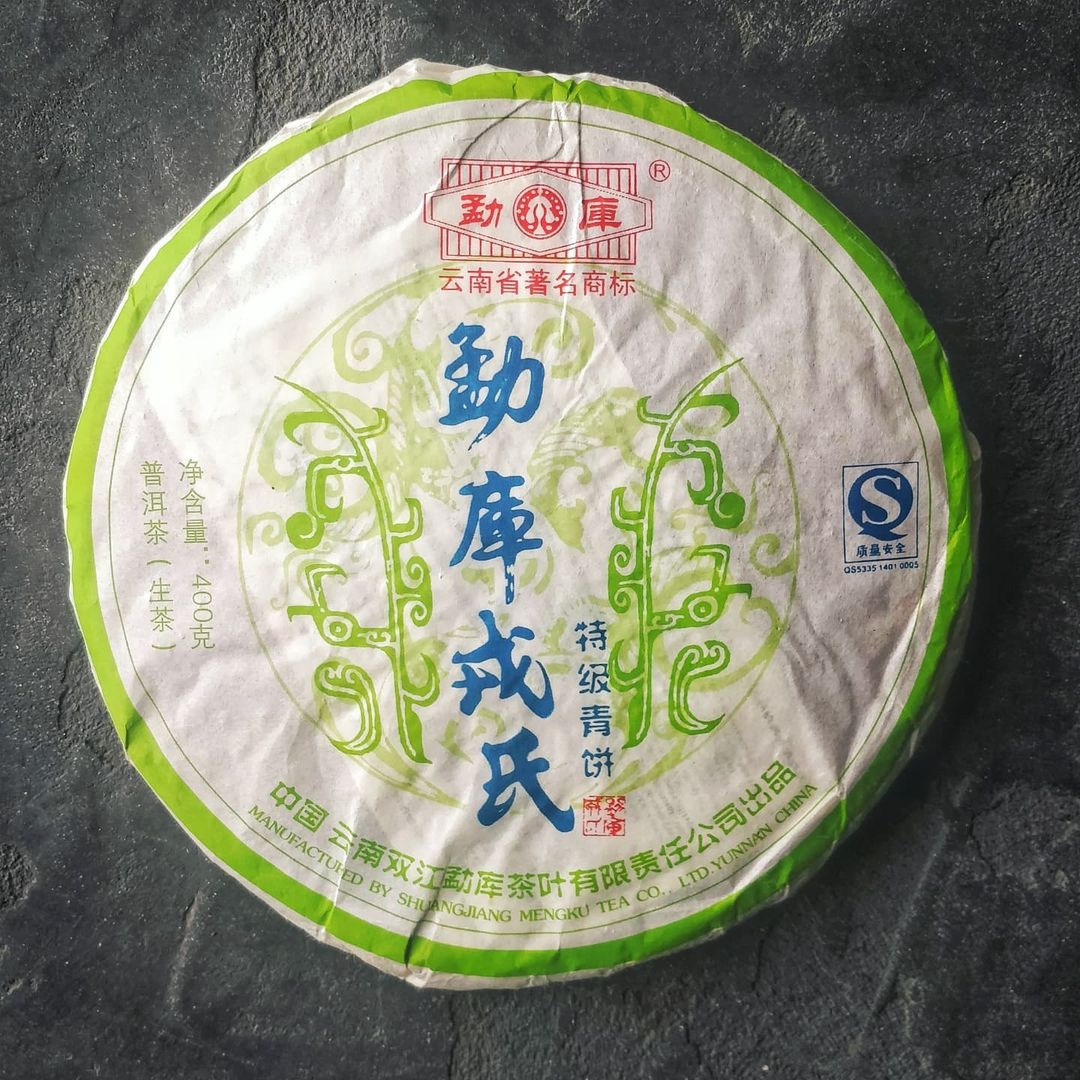 勐 庫 ®
云南省著名商标
勐庫戎氏
特级青饼
净含量：400克
普洱茶（生茶）
质量安全
QS5335 1401 0005
中国 云南双江勐库茶叶有限责任公司出品
MANUFACTURED BY SHUANGJIANG MENGKU TEA CO., LTD.YUNNAN CHINA